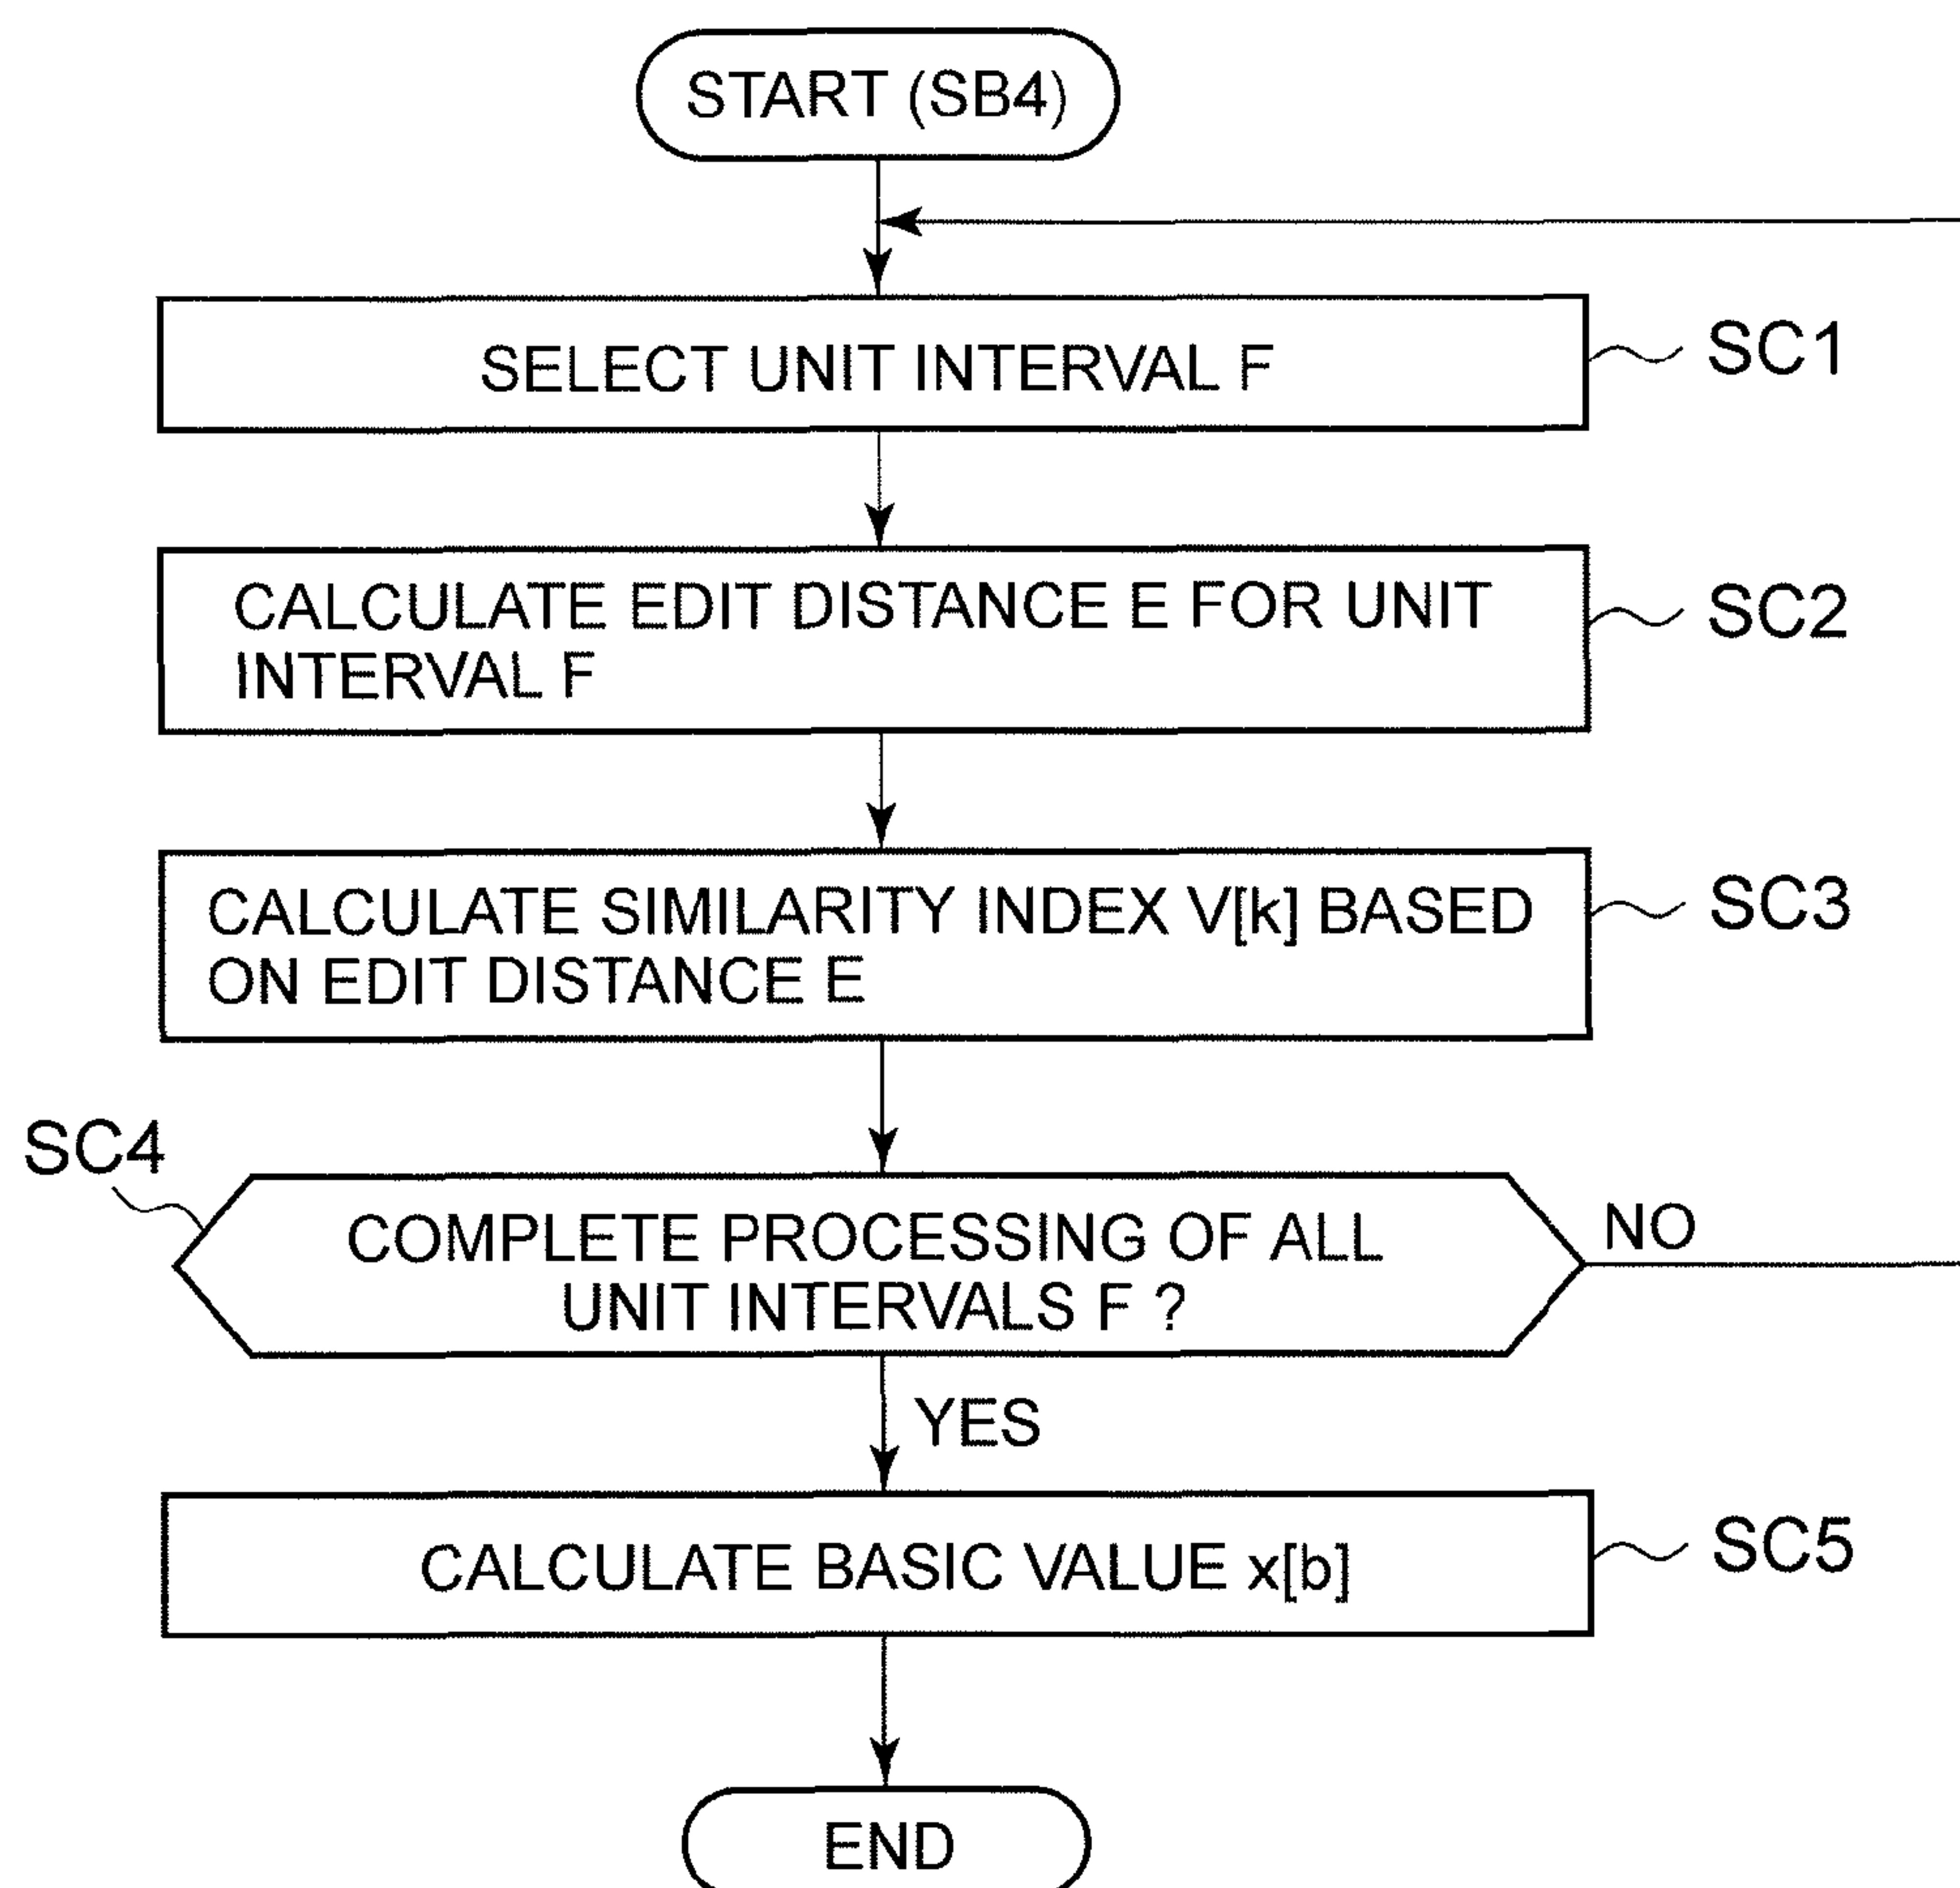 START (SB4)
SELECT UNIT INTERVAL F
SC1
CALCULATE EDIT DISTANCE E FOR UNIT
INTERVAL F
SC2
CALCULATE SIMILARITY INDEX V[k] BASED
ON EDIT DISTANCE E
SC3
SC4
COMPLETE PROCESSING OF ALL
UNIT INTERVALS F ?
NO
YES
CALCULATE BASIC VALUE x[b]
SC5
END